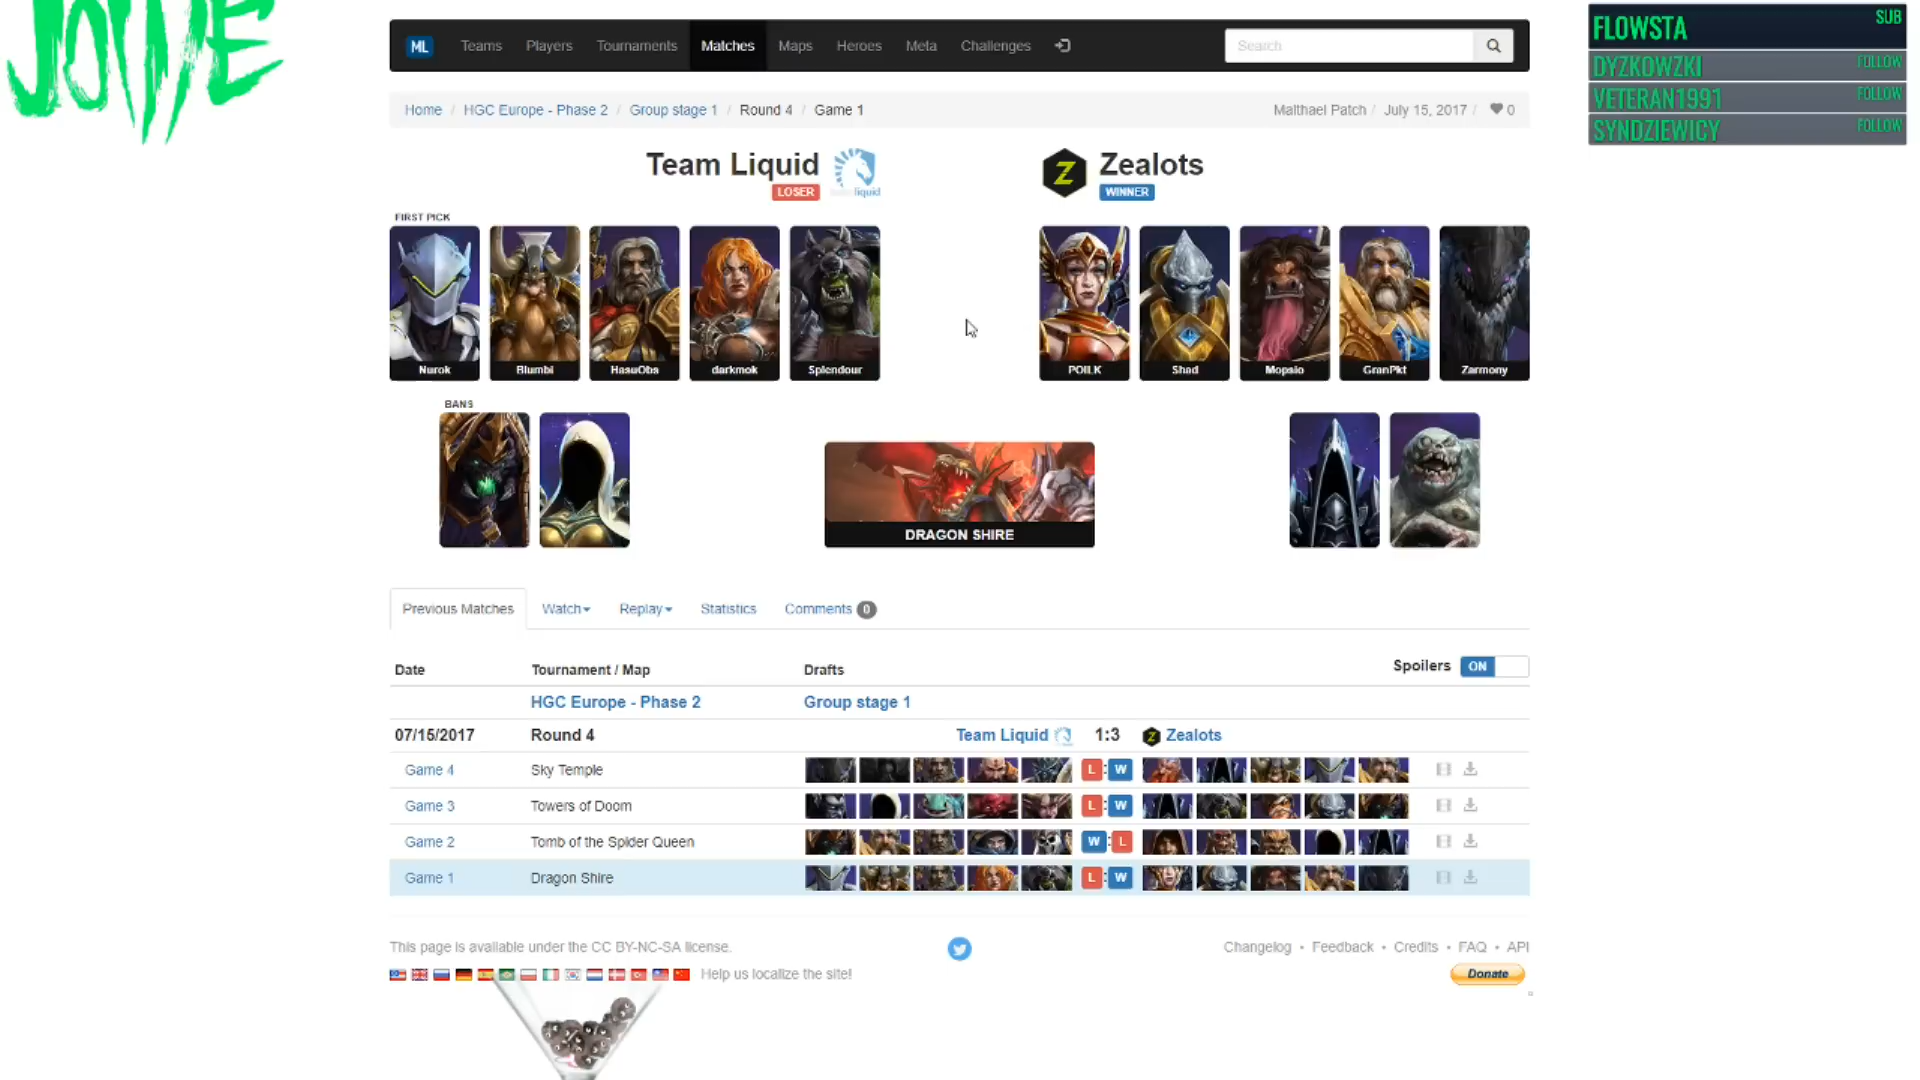 JOWE
FLOWSTA SUB
DYZKOWZKI FOLLOW
VETERAN1991 FOLLOW
SYNDZIEWICY FOLLOW
ML Teams Players Tournaments Matches Maps Heroes Meta Challenges Search
Home / HGC Europe - Phase 2 / Group stage 1 / Round 4 / Game 1 Malthael Patch / July 15, 2017 / 0
Team Liquid liquid Z Zealots
LOSER WINNER
FIRST PICK
Nurok Blumbi HasuObs darkmok Splendour POILK Shad Mopsio GranPkt Zarmony
BANS
DRAGON SHIRE
Previous Matches Watch Replay Statistics Comments 0
Date Tournament / Map Drafts Spoilers ON
HGC Europe - Phase 2 Group stage 1
07/15/2017 Round 4 Team Liquid 1:3 Z Zealots
Game 4 Sky Temple L : W
Game 3 Towers of Doom L : W
Game 2 Tomb of the Spider Queen W : L
Game 1 Dragon Shire L : W
This page is available under the CC BY-NC-SA license. Changelog • Feedback • Credits • FAQ • API
Help us localize the site! Donate